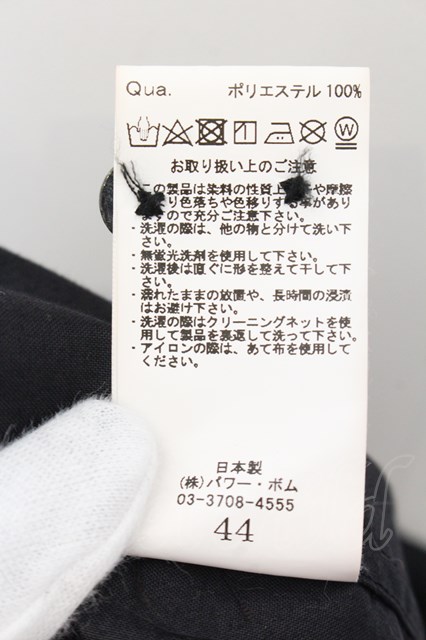 Qua. ポリエステル 100%
W
お取り扱い上のご注意
この製品は染料の性質上 や摩擦
り色落ちや色移りする事があり
ますので充分ご注意下さい。
・洗濯の際は、他の物と分けて洗い下
さい。
・無蛍光洗剤を使用して下さい。
・洗濯後は直ぐに形を整えて干して下
さい。
・濡れたままの放置や、長時間の浸漬
はお避け下さい。
・洗濯の際はクリーニングネットを使
用して製品を裏返して洗って下さい。
・アイロンの際は、あて布を使用して
ください。
日本製
(株)パワー・ボム
03-3708-4555
44